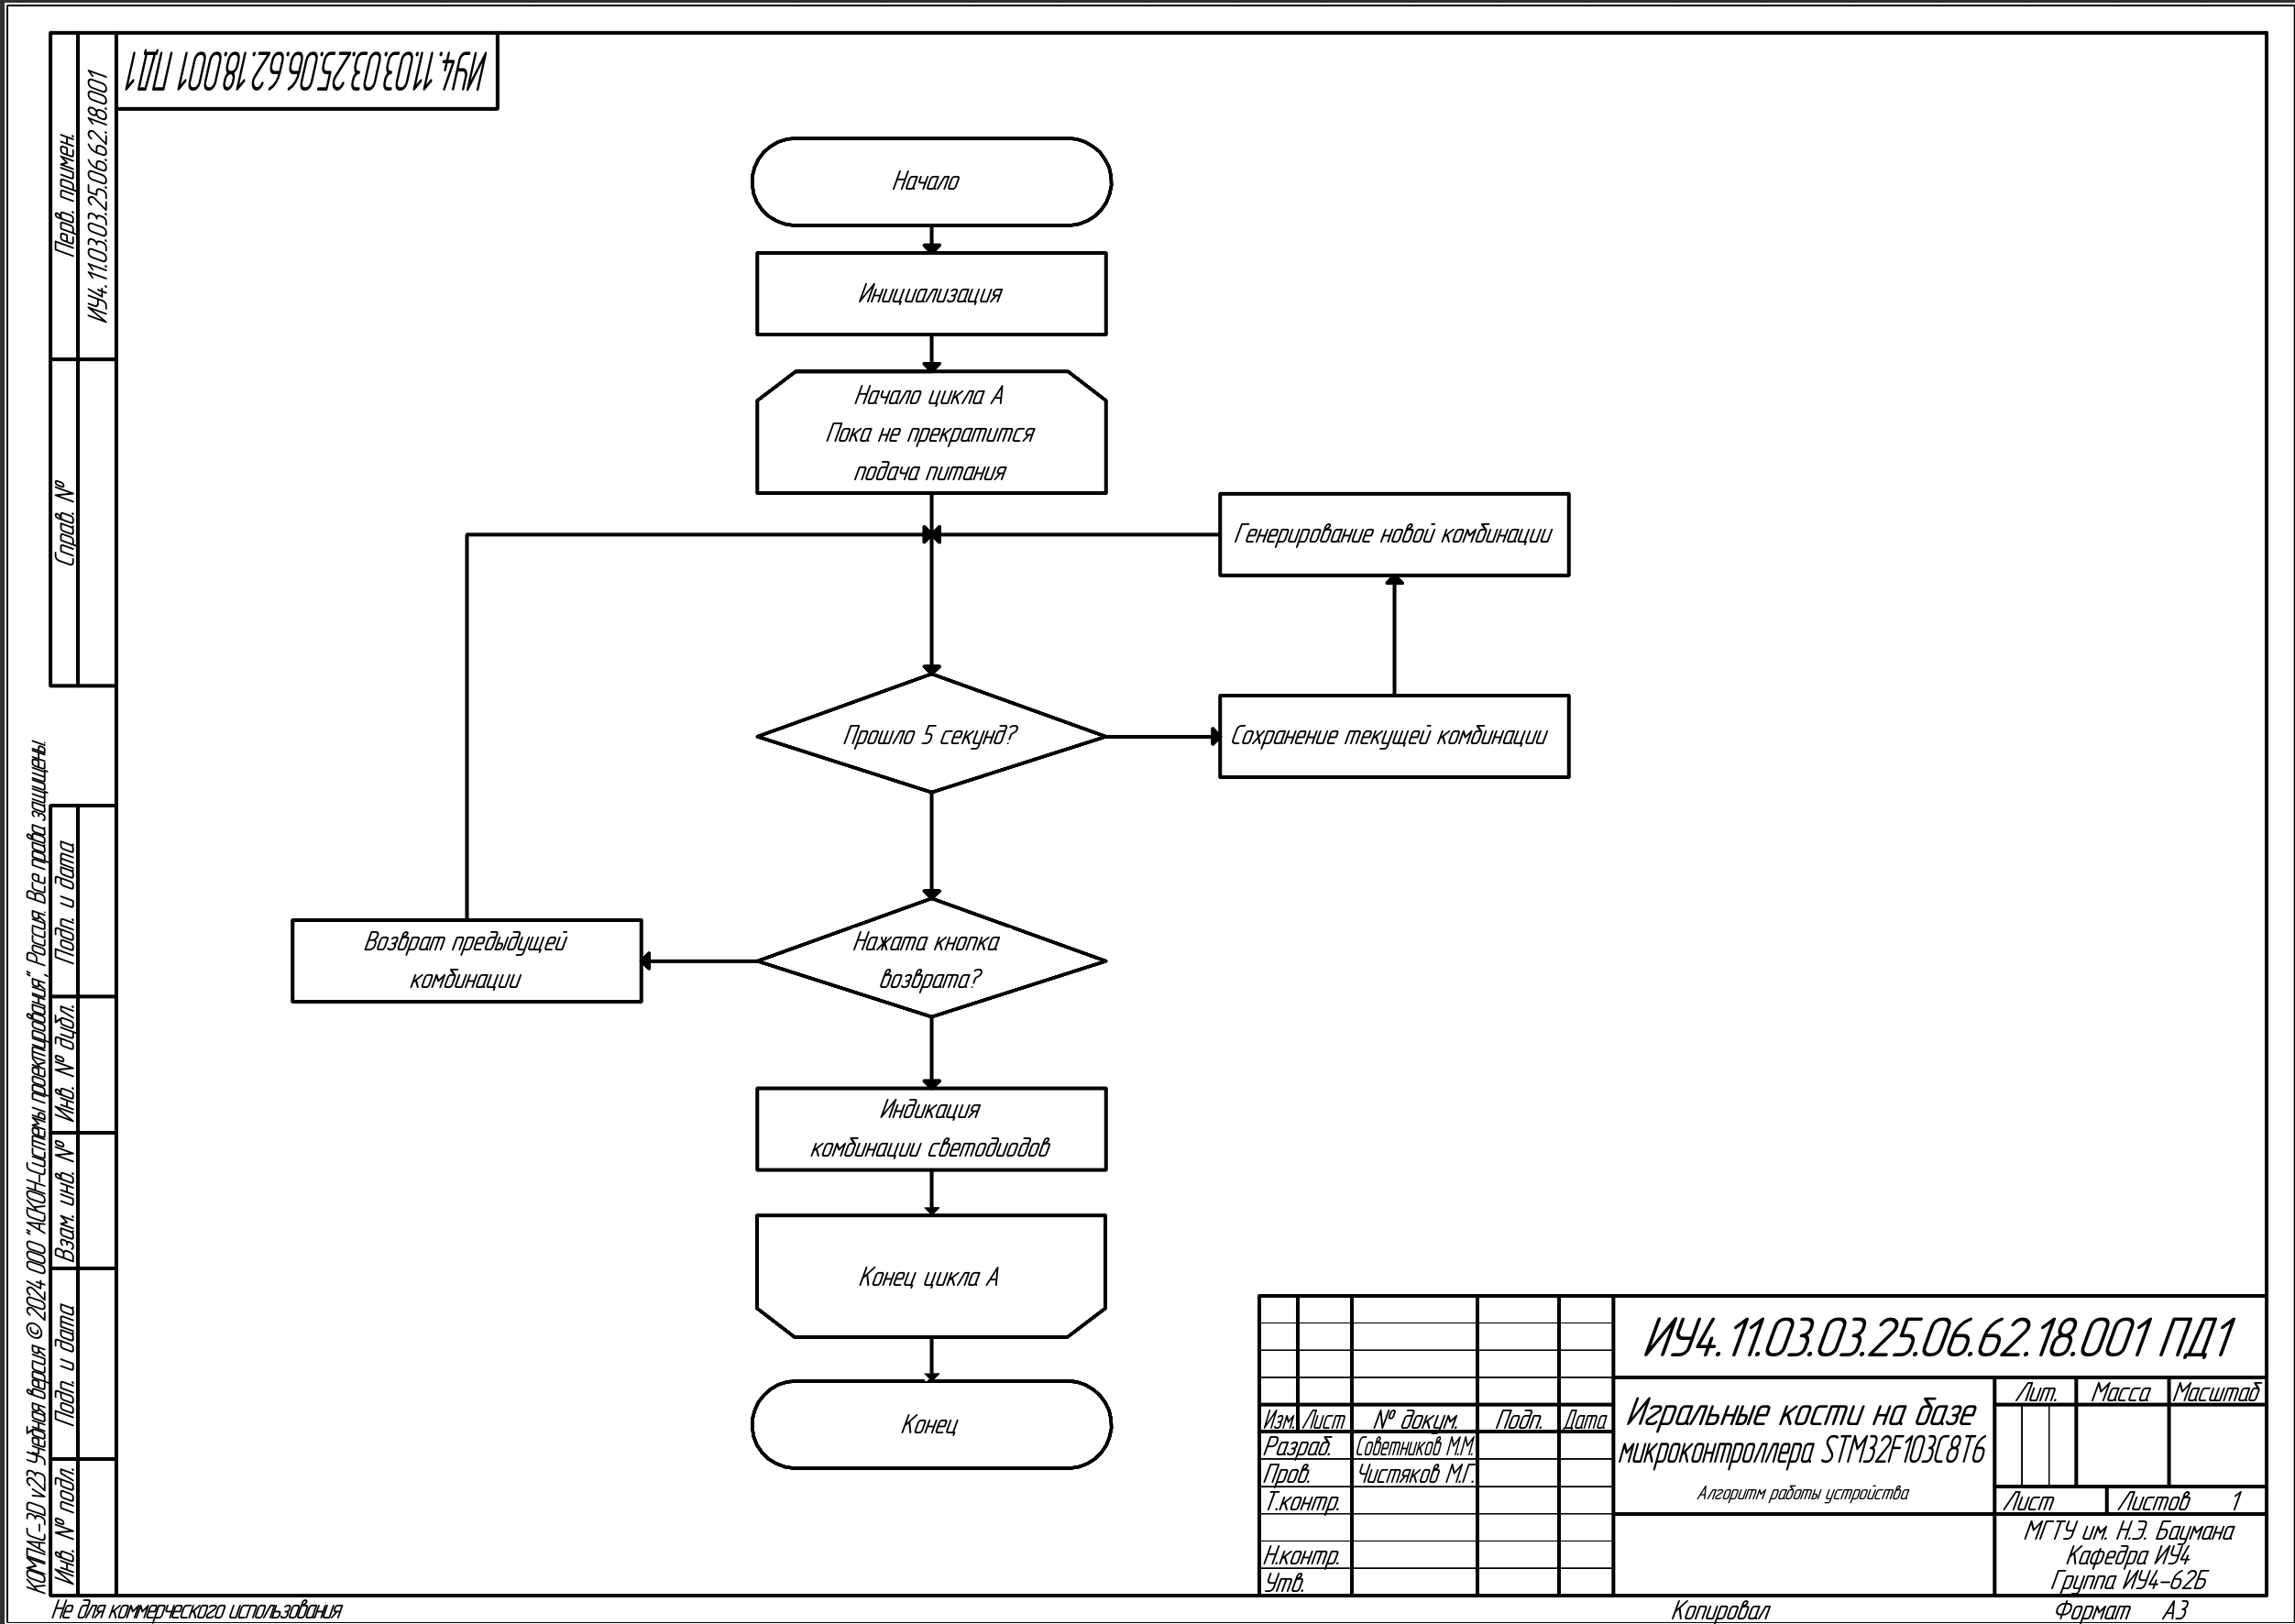 ИУ4.11.03.03.25.06.62.18.001 ПД1
Перв. примен.
ИУ4.11.03.03.25.06.62.18.001
Справ. №
Подп. и дата
Инв. № дубл.
Взам. инв. №
Подп. и дата
Инв. № подл.
КОМПАС-3D v23 Учебная версия © 2024 ООО "АСКОН-Системы проектирования", Россия. Все права защищены.
Начало
Инициализация
Начало цикла А
Пока не прекратится
подача питания
Генерирование новой комбинации
Прошло 5 секунд?
Сохранение текущей комбинации
Возврат предыдущей
комбинации
Нажата кнопка
возврата?
Индикация
комбинации светодиодов
Конец цикла А
Конец
ИУ4.11.03.03.25.06.62.18.001 ПД1
Изм. Лист № докум. Подп. Дата
Разраб. Советников М.М.
Пров. Чистяков М.Г.
Т.контр.
Н.контр.
Утв.
Игральные кости на базе
микроконтроллера STM32F103C8T6
Алгоритм работы устройства
Лит. Масса Масштаб
Лист Листов 1
МГТУ им. Н.Э. Баумана
Кафедра ИУ4
Группа ИУ4-62Б
Не для коммерческого использования
Копировал
Формат А3